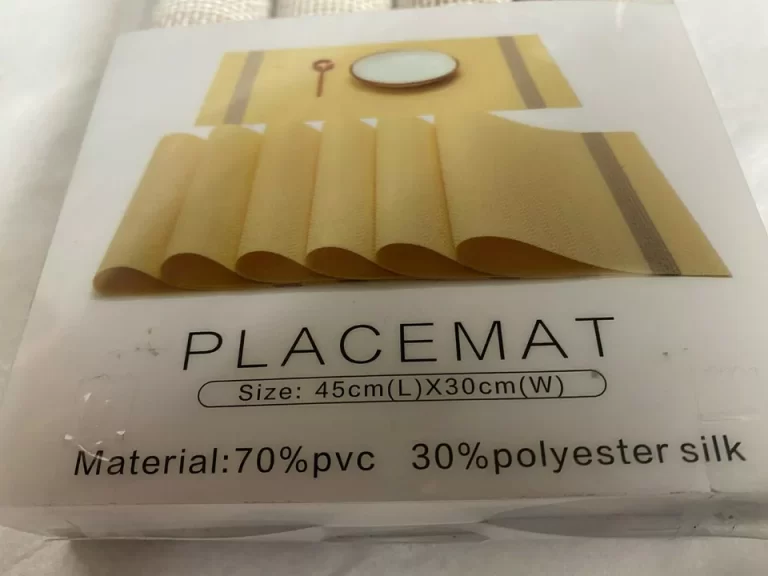 PLACEMAT
Size: 45cm(L)X30cm(W)
Material:70%pvc 30%polyester silk